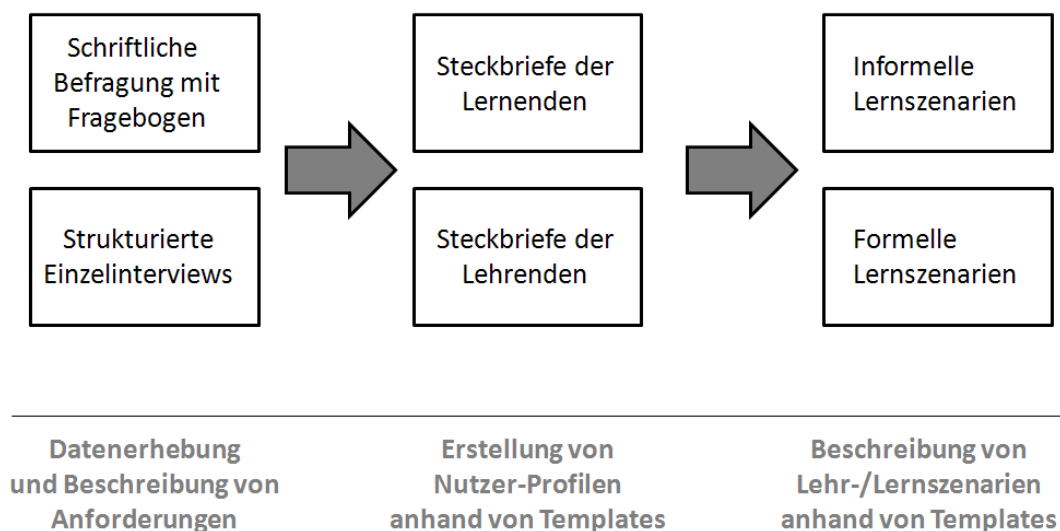 Schriftliche
Befragung mit
Fragebogen
Strukturierte
Einzelinterviews
Steckbriefe der
Lernenden
Steckbriefe der
Lehrenden
Informelle
Lernszenarien
Formelle
Lernszenarien
Datenerhebung
und Beschreibung von
Anforderungen
Erstellung von
Nutzer-Profilen
anhand von Templates
Beschreibung von
Lehr-/Lernszenarien
anhand von Templates